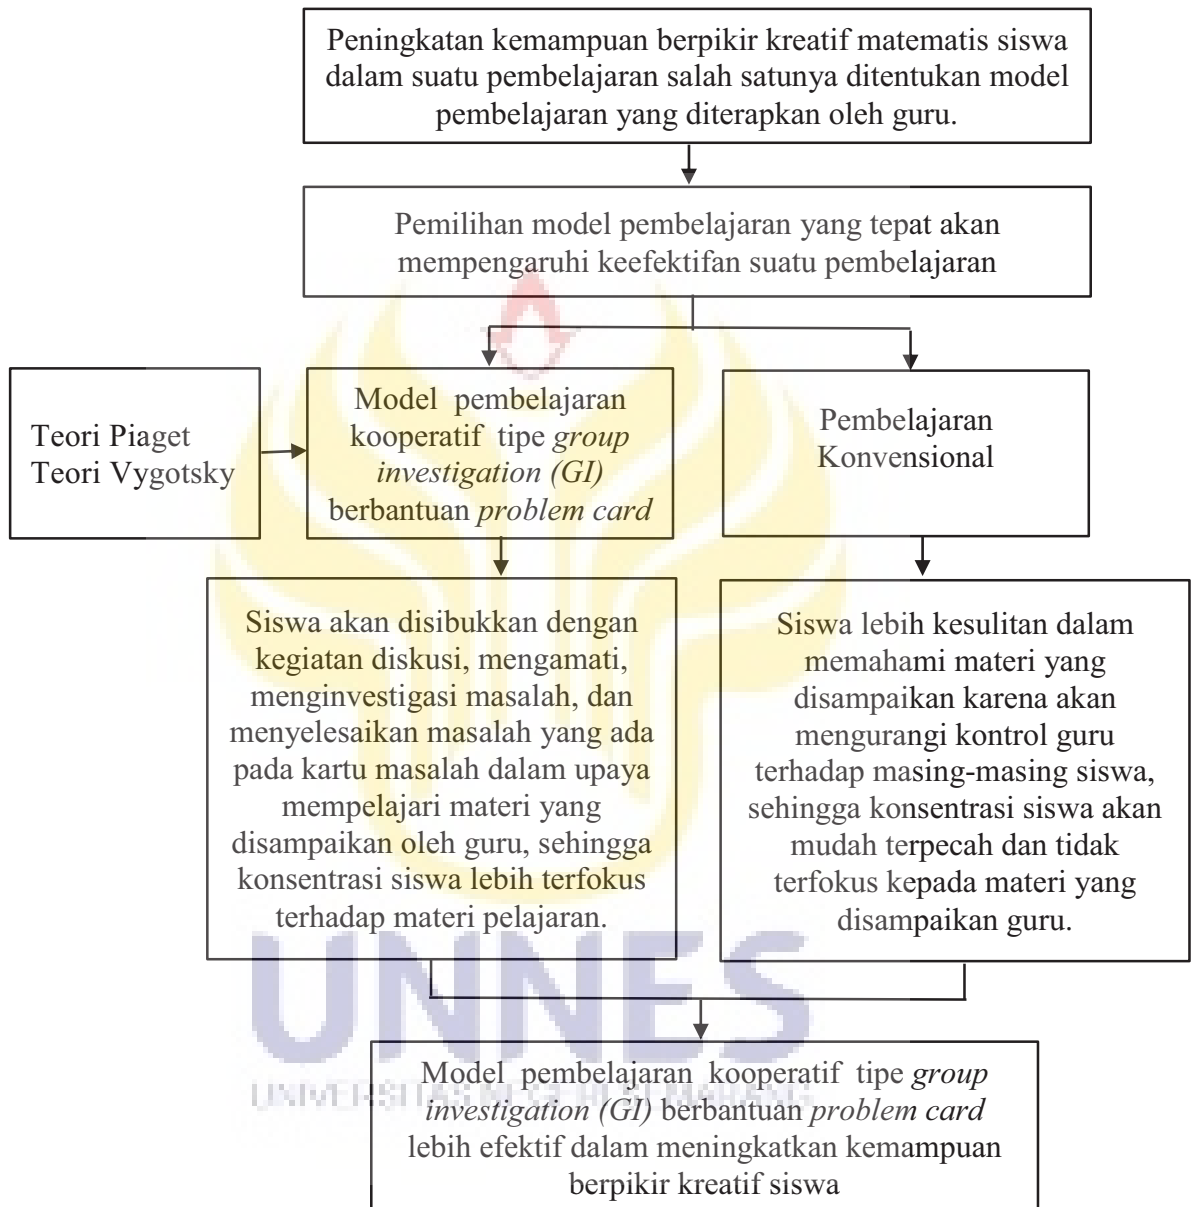 Peningkatan kemampuan berpikir kreatif matematis siswa
dalam suatu pembelajaran salah satunya ditentukan model
pembelajaran yang diterapkan oleh guru.
Pemilihan model pembelajaran yang tepat akan
mempengaruhi keefektifan suatu pembelajaran
Teori Piaget
Teori Vygotsky
Model pembelajaran
kooperatif tipe group
investigation (GI)
berbantuan problem card
Pembelajaran
Konvensional
Siswa akan disibukkan dengan
kegiatan diskusi, mengamati,
menginvestigasi masalah, dan
menyelesaikan masalah yang ada
pada kartu masalah dalam upaya
mempelajari materi yang
disampaikan oleh guru, sehingga
konsentrasi siswa lebih terfokus
terhadap materi pelajaran.
Siswa lebih kesulitan dalam
memahami materi yang
disampaikan karena akan
mengurangi kontrol guru
terhadap masing-masing siswa,
sehingga konsentrasi siswa akan
mudah terpecah dan tidak
terfokus kepada materi yang
disampaikan guru.
UNNES
UNIVERSITAS NEGERI SEMARANG
Model pembelajaran kooperatif tipe group
investigation (GI) berbantuan problem card
lebih efektif dalam meningkatkan kemampuan
berpikir kreatif siswa